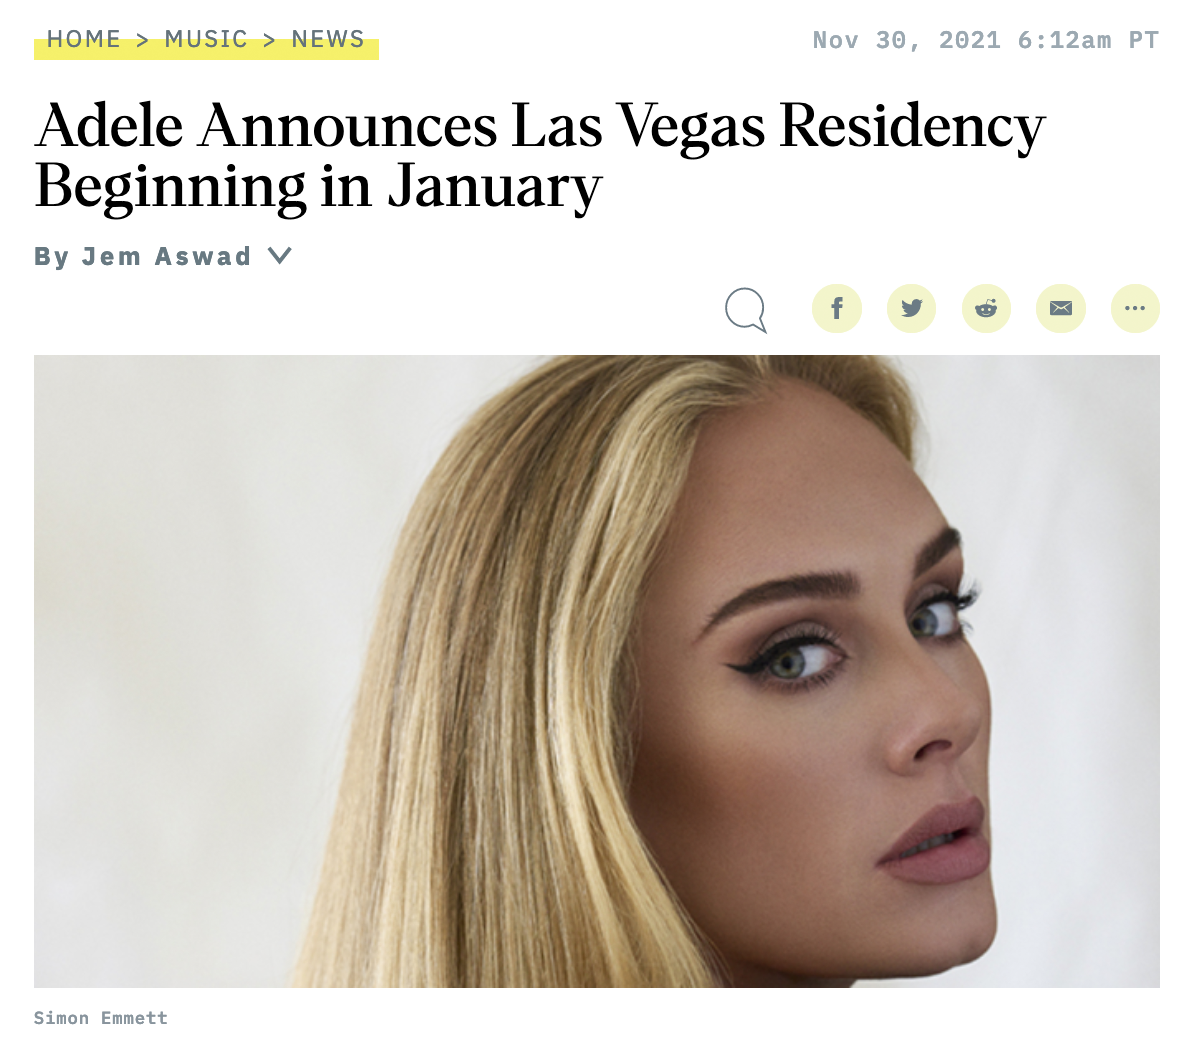 HOME > MUSIC > NEWS
Nov 30, 2021 6:12am PT
Adele Announces Las Vegas Residency
Beginning in January
By Jem Aswad
Simon Emmett